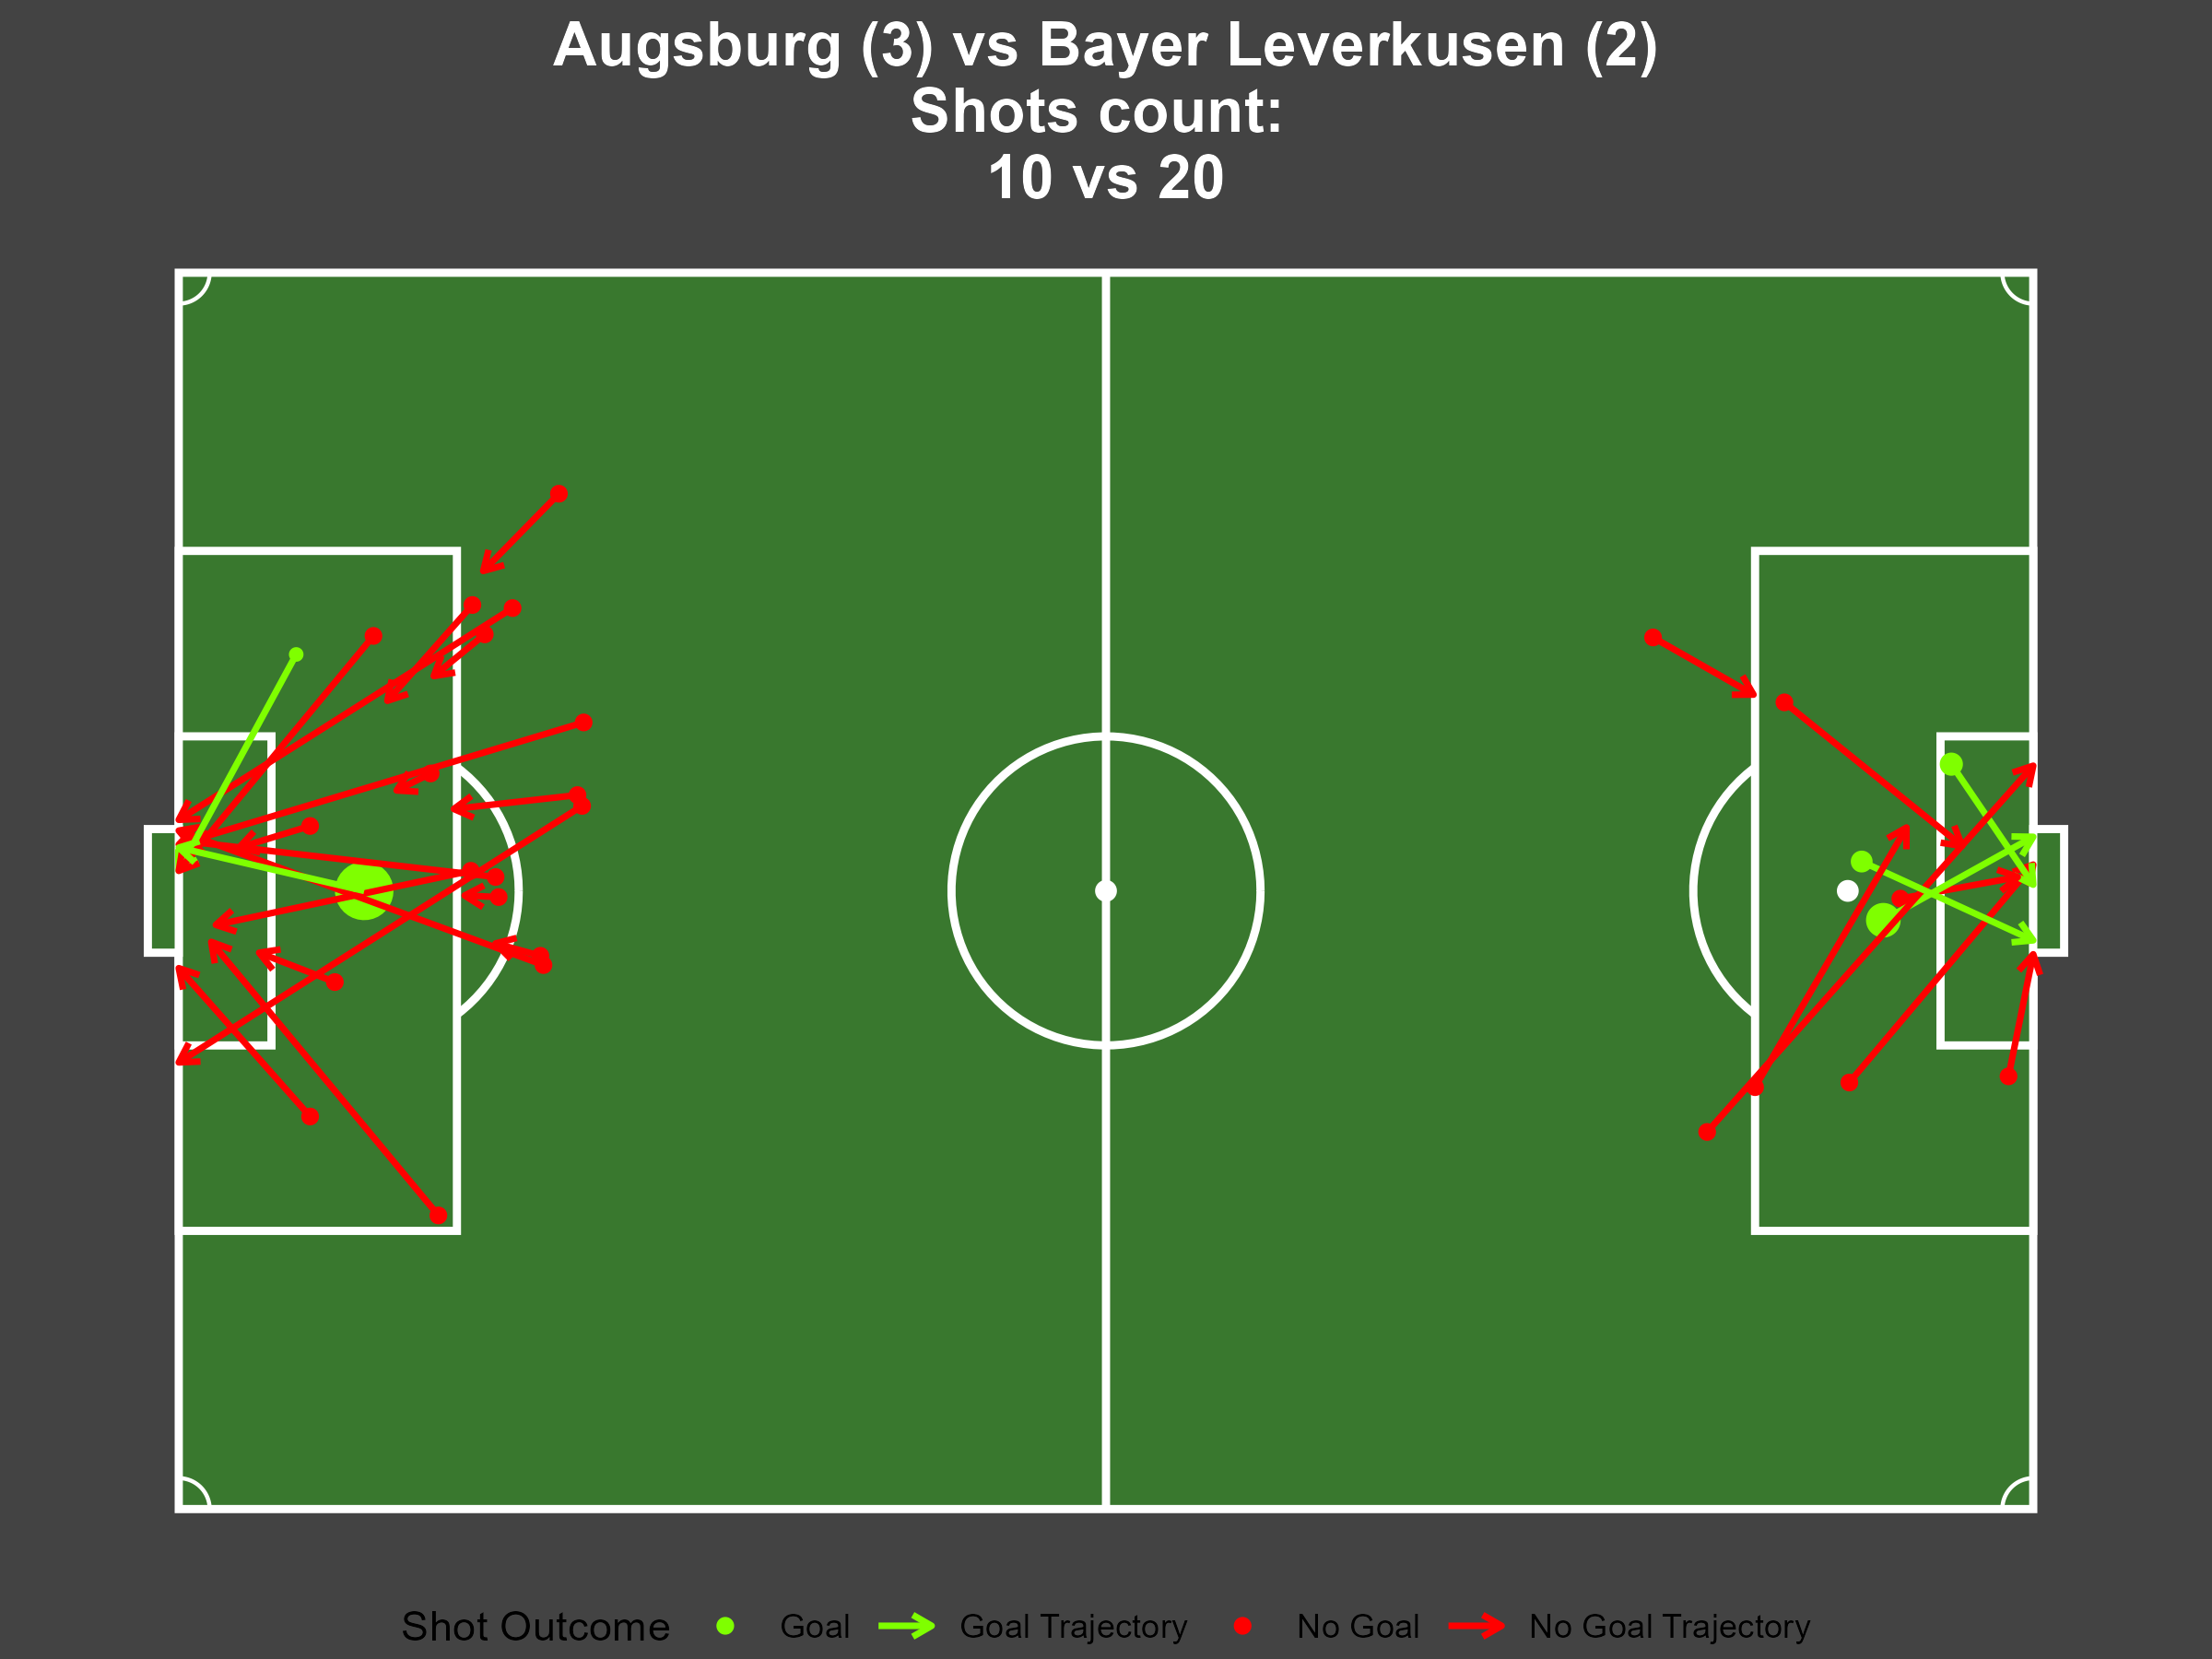 Augsburg (3) vs Bayer Leverkusen (2)
Shots count:
10 vs 20
Shot Outcome Goal Goal Trajectory No Goal No Goal Trajectory